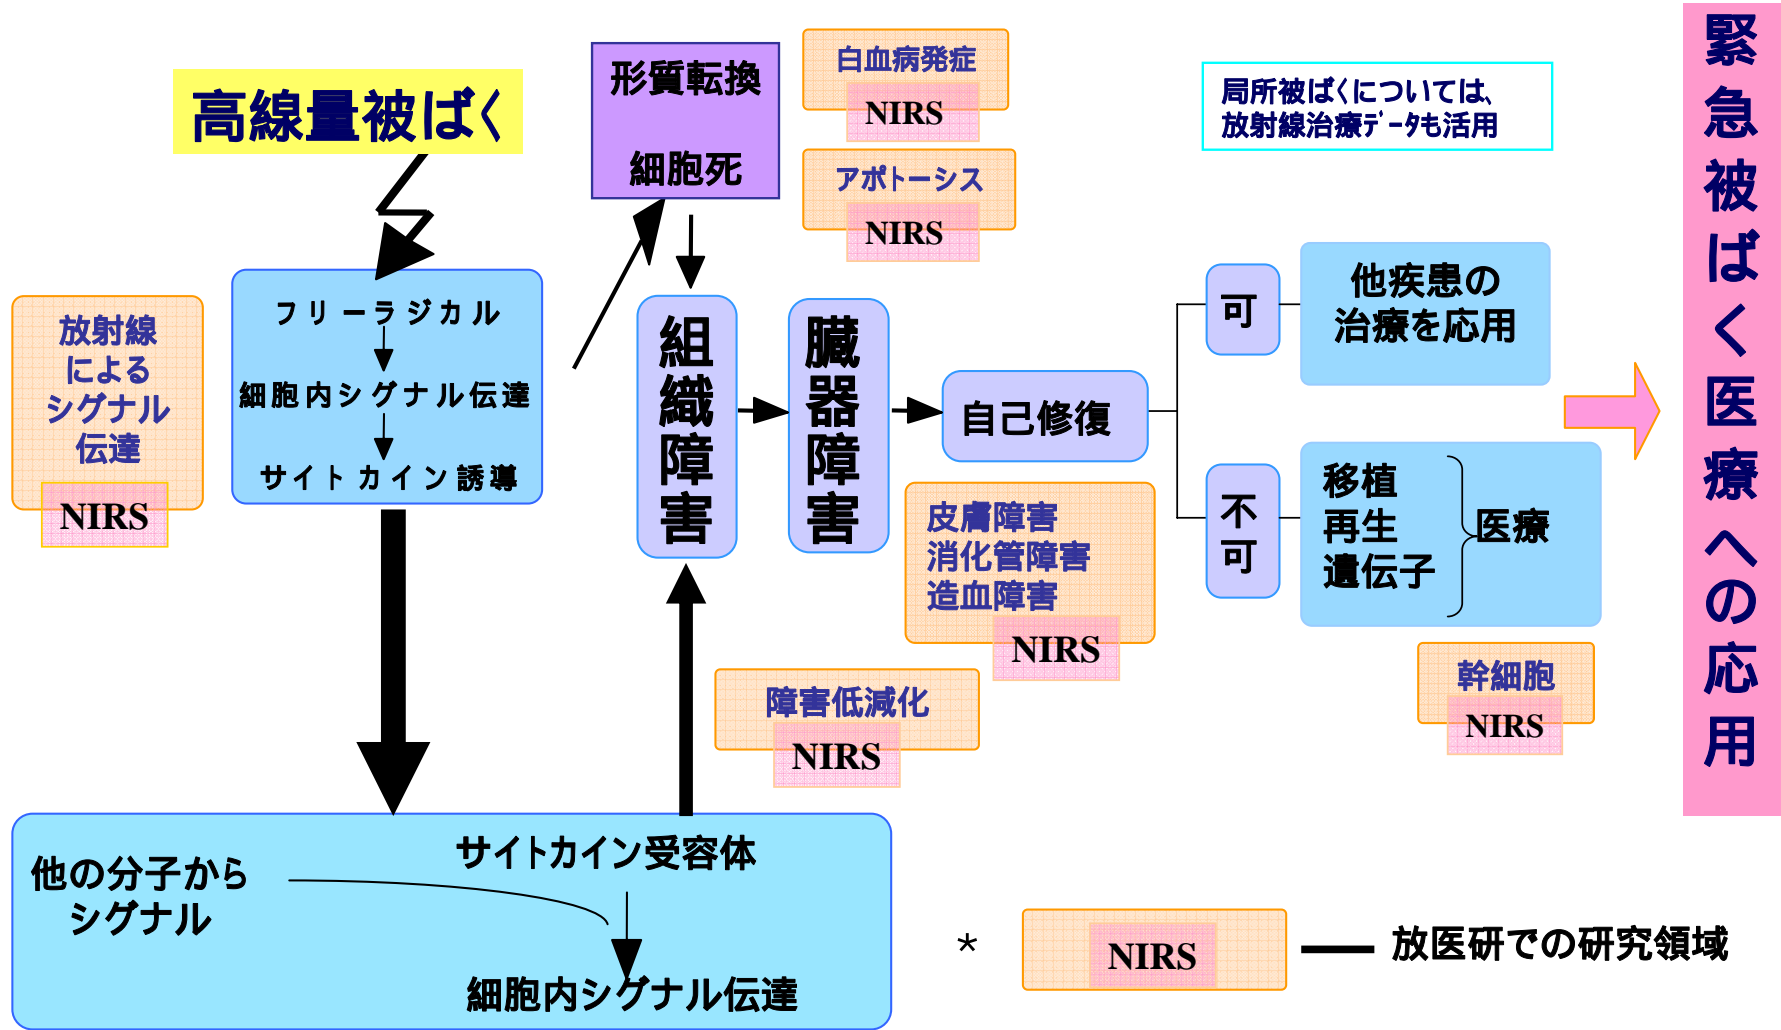 高線量被ばく
形質転換
細胞死
白血病発症
NIRS
アポトーシス
NIRS
局所被ばくについては、
放射線治療ﾃﾞｰﾀも活用
緊急被ばく医療への応用
放射線
による
シグナル
伝達
NIRS
フリーラジカル
細胞内シグナル伝達
サイトカイン誘導
組織障害
臓器障害
自己修復
可
他疾患の
治療を応用
不可
移植
再生
遺伝子
医療
皮膚障害
消化管障害
造血障害
NIRS
障害低減化
NIRS
幹細胞
NIRS
他の分子から
シグナル
サイトカイン受容体
細胞内シグナル伝達
*
NIRS
放医研での研究領域